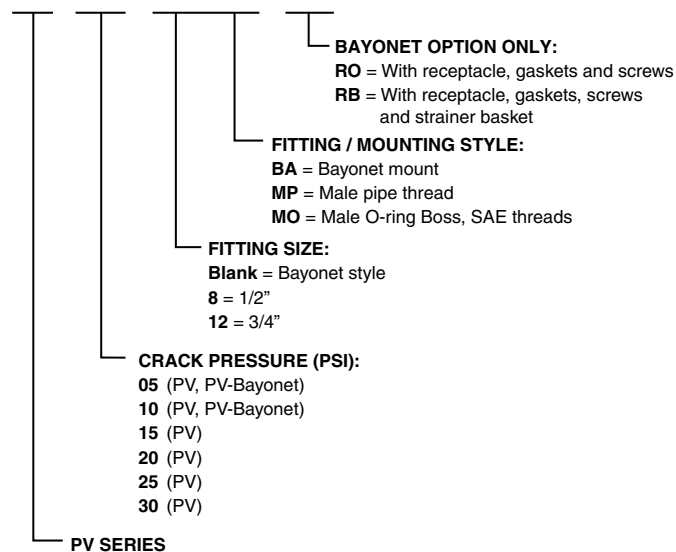 BAYONET OPTION ONLY:
RO = With receptacle, gaskets and screws
RB = With receptacle, gaskets, screws
and strainer basket
FITTING / MOUNTING STYLE:
BA = Bayonet mount
MP = Male pipe thread
MO = Male O-ring Boss, SAE threads
FITTING SIZE:
Blank = Bayonet style
8 = 1/2”
12 = 3/4”
CRACK PRESSURE (PSI):
05 (PV, PV-Bayonet)
10 (PV, PV-Bayonet)
15 (PV)
20 (PV)
25 (PV)
30 (PV)
PV SERIES